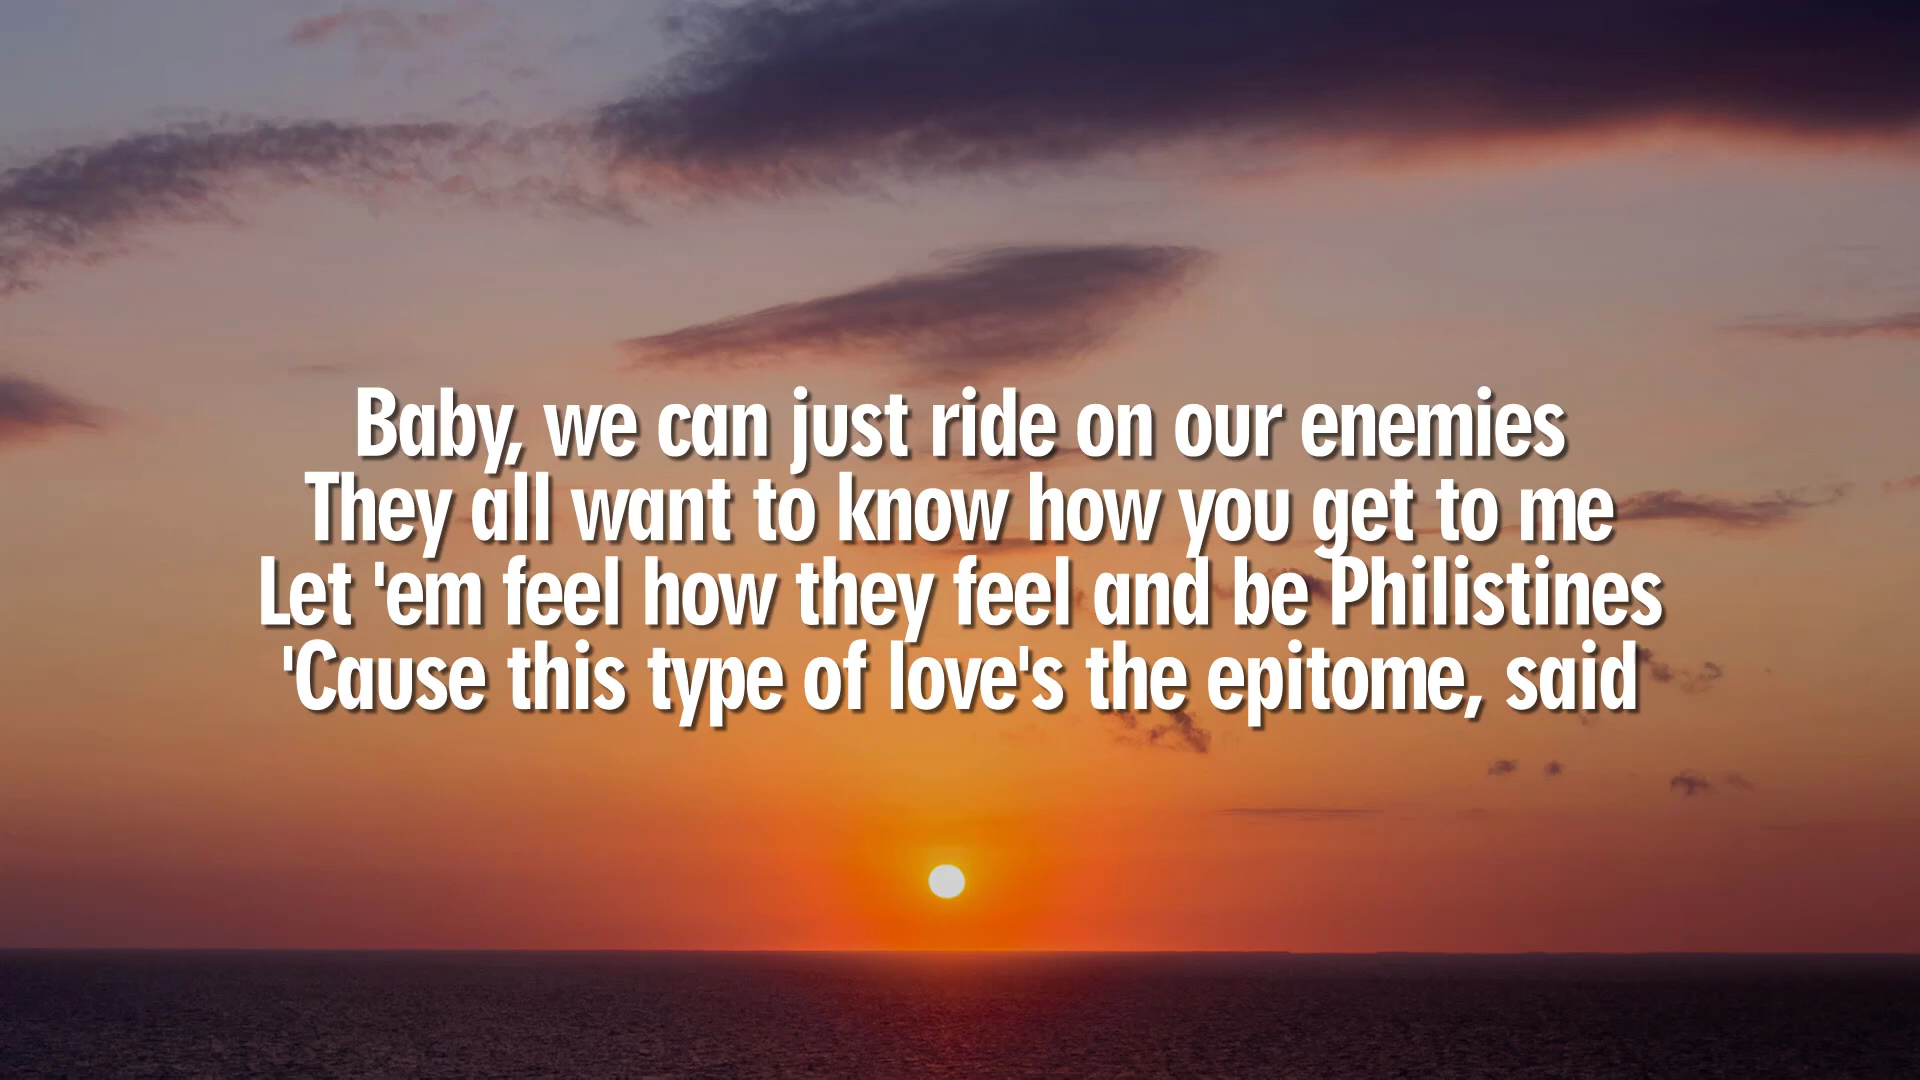 Baby, we can just ride on our enemies
They all want to know how you get to me
Let 'em feel how they feel and be Philistines
'Cause this type of love's the epitome, said